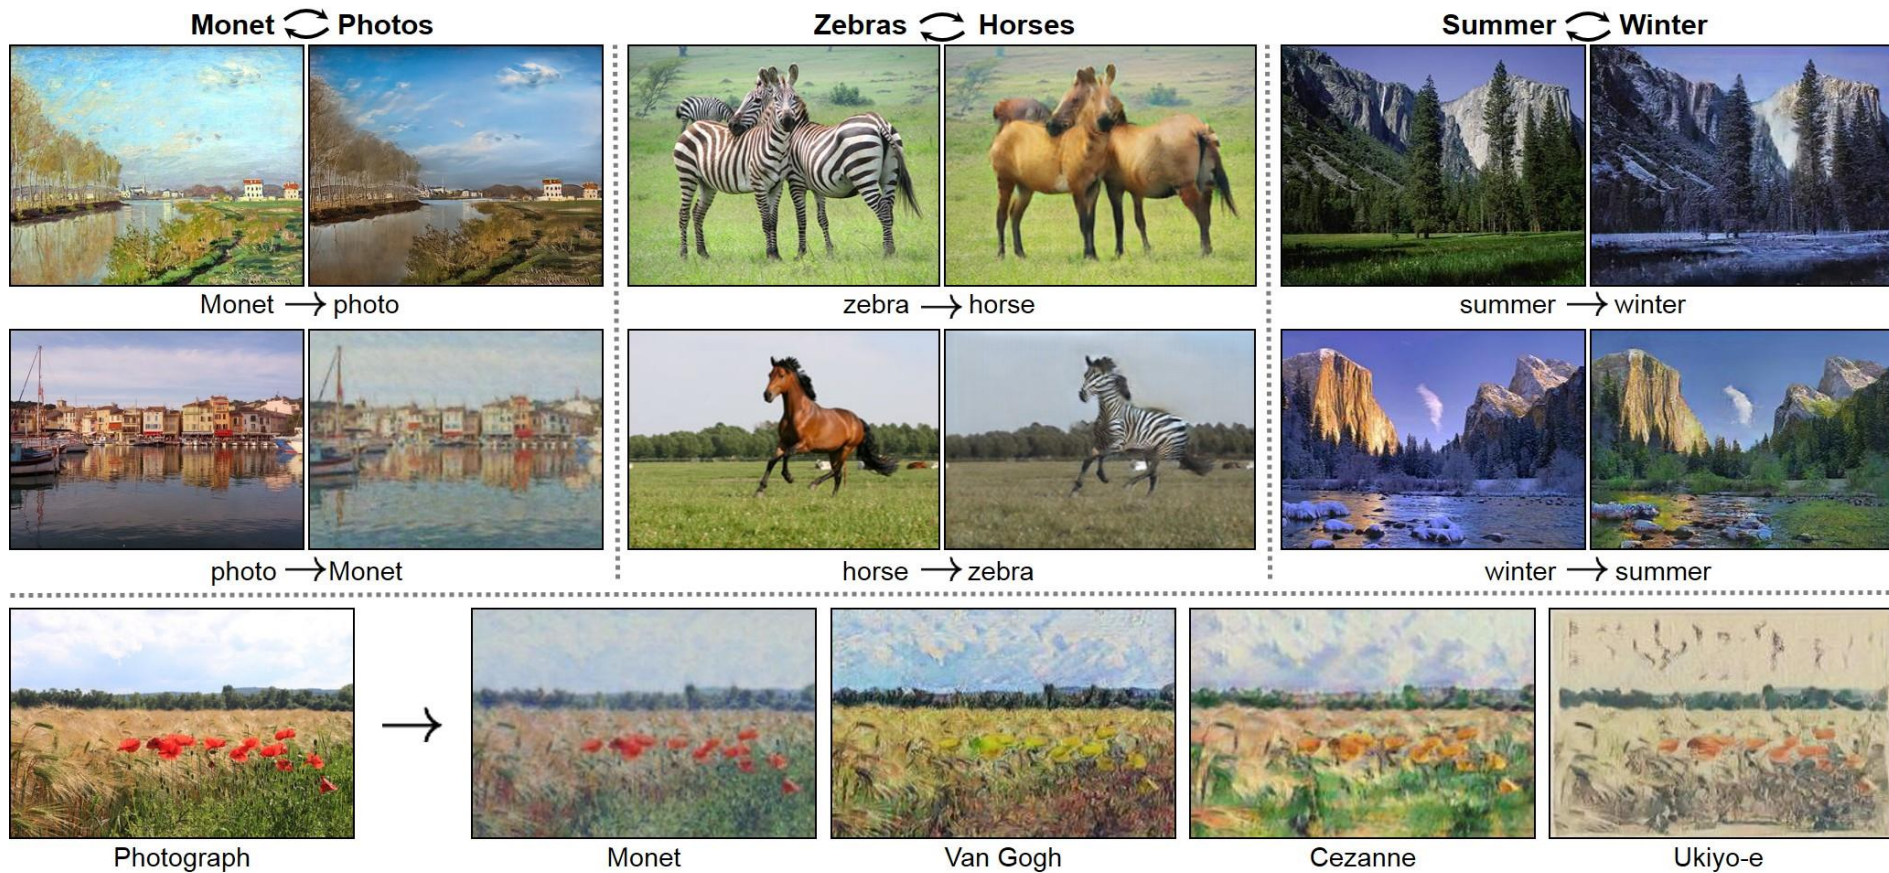 Monet Photos
Zebras Horses
Summer Winter
Monet → photo
zebra → horse
summer → winter
photo → Monet
horse → zebra
winter → summer
Photograph
→
Monet
Van Gogh
Cezanne
Ukiyo-e